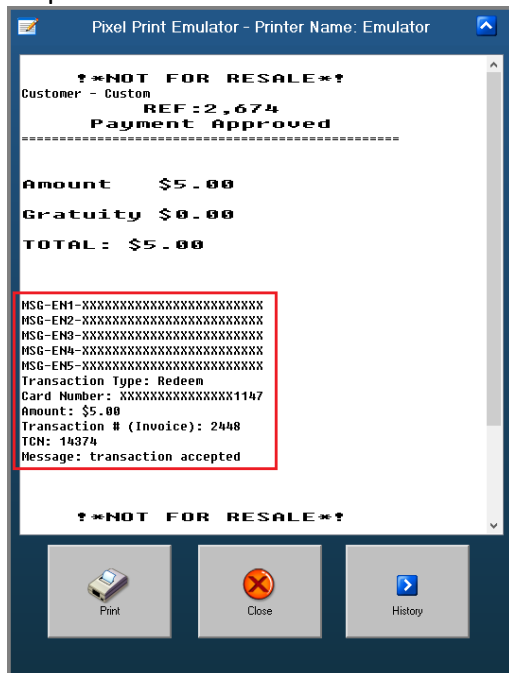 Pixel Print Emulator - Printer Name: Emulator
!*NOT FOR RESALE*!
Customer - Custom
REF:2,674
Payment Approved
--------------------------------------------------
Amount $5.00
Gratuity $0.00
TOTAL: $5.00
MSG-EN1-XXXXXXXXXXXXXXXXXXXXXXXX
MSG-EN2-XXXXXXXXXXXXXXXXXXXXXXXX
MSG-EN3-XXXXXXXXXXXXXXXXXXXXXXXX
MSG-EN4-XXXXXXXXXXXXXXXXXXXXXXXX
MSG-EN5-XXXXXXXXXXXXXXXXXXXXXXXX
Transaction Type: Redeem
Card Number: XXXXXXXXXXXXXXX1147
Amount: $5.00
Transaction # (Invoice): 2448
TCN: 14374
Message: transaction accepted
!*NOT FOR RESALE*!
Print
Close
History